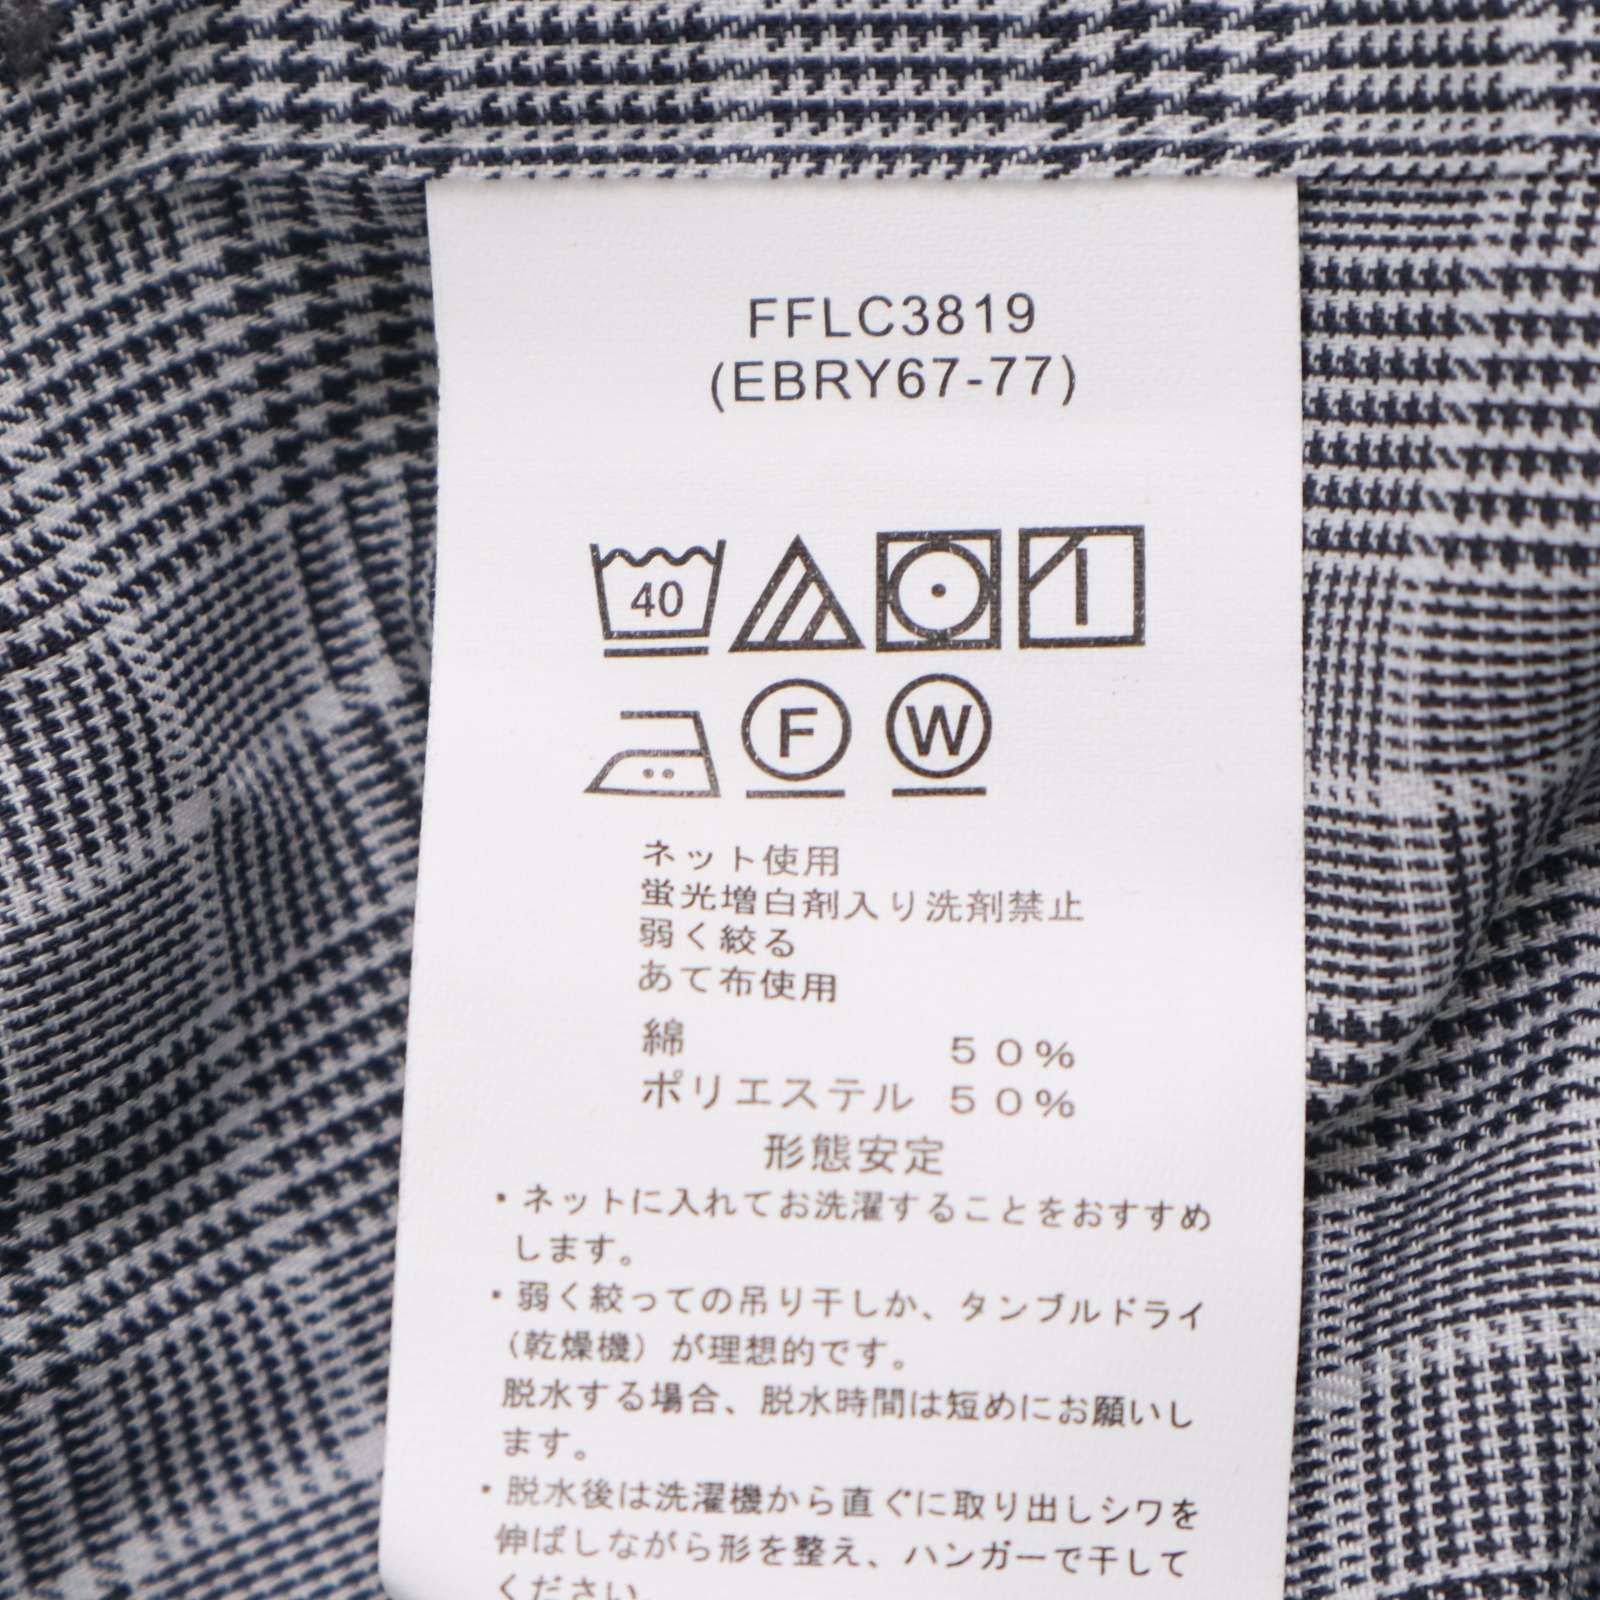 FFLC3819
(EBRY67-77)
40
F W
ネット使用
蛍光増白剤入り洗剤禁止
弱く絞る
あて布使用
綿 50%
ポリエステル 50%
形態安定
・ネットに入れてお洗濯することをおすすめ
します。
・弱く絞っての吊り干しか、タンブルドライ
(乾燥機)が理想的です。
脱水する場合、脱水時間は短めにお願いし
ます。
・脱水後は洗濯機から直ぐに取り出しシワを
伸ばしながら形を整え、ハンガーで干して
ください。